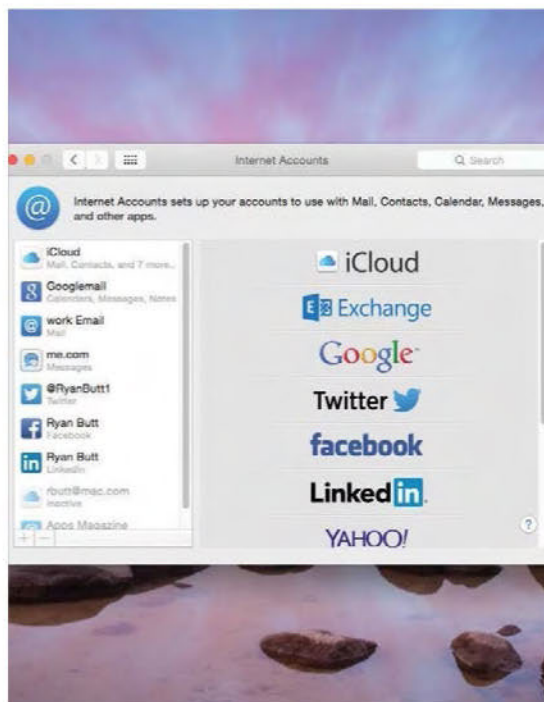 Internet Accounts
Search
Internet Accounts sets up your accounts to use with Mail, Contacts, Calendar, Messages,
and other apps.
iCloud
Mail, Contacts, and 7 more...
Googlemail
Calendars, Messages, Notes
work Email
Mail
me.com
Messages
@RyanButt1
Twitter
Ryan Butt
Facebook
Ryan Butt
LinkedIn
rbutt@mac.com
Inactive
Apps Magazine
iCloud
Exchange
Google
Twitter
facebook
Linked in
YAHOO!